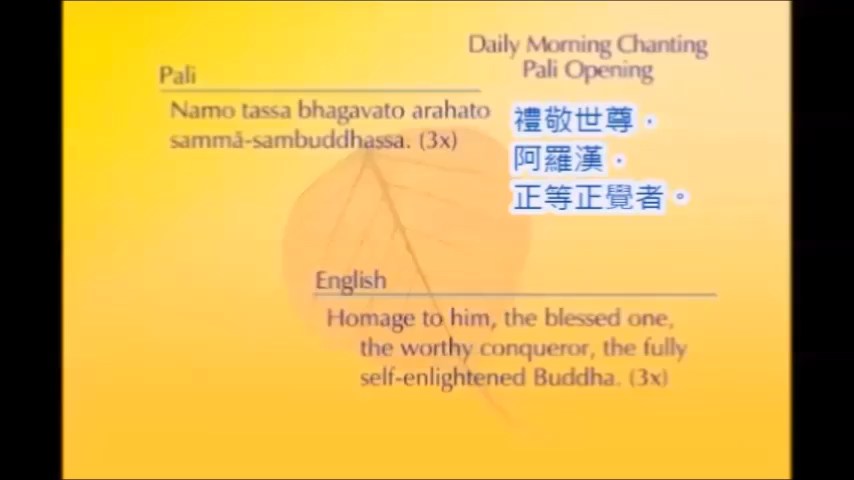 Daily Morning Chanting
Pali Opening
Pali
Namo tassa bhagavato arahato
sammā-sambuddhassa. (3x)
禮敬世尊，
阿羅漢，
正等正覺者。
English
Homage to him, the blessed one,
the worthy conqueror, the fully
self-enlightened Buddha. (3x)